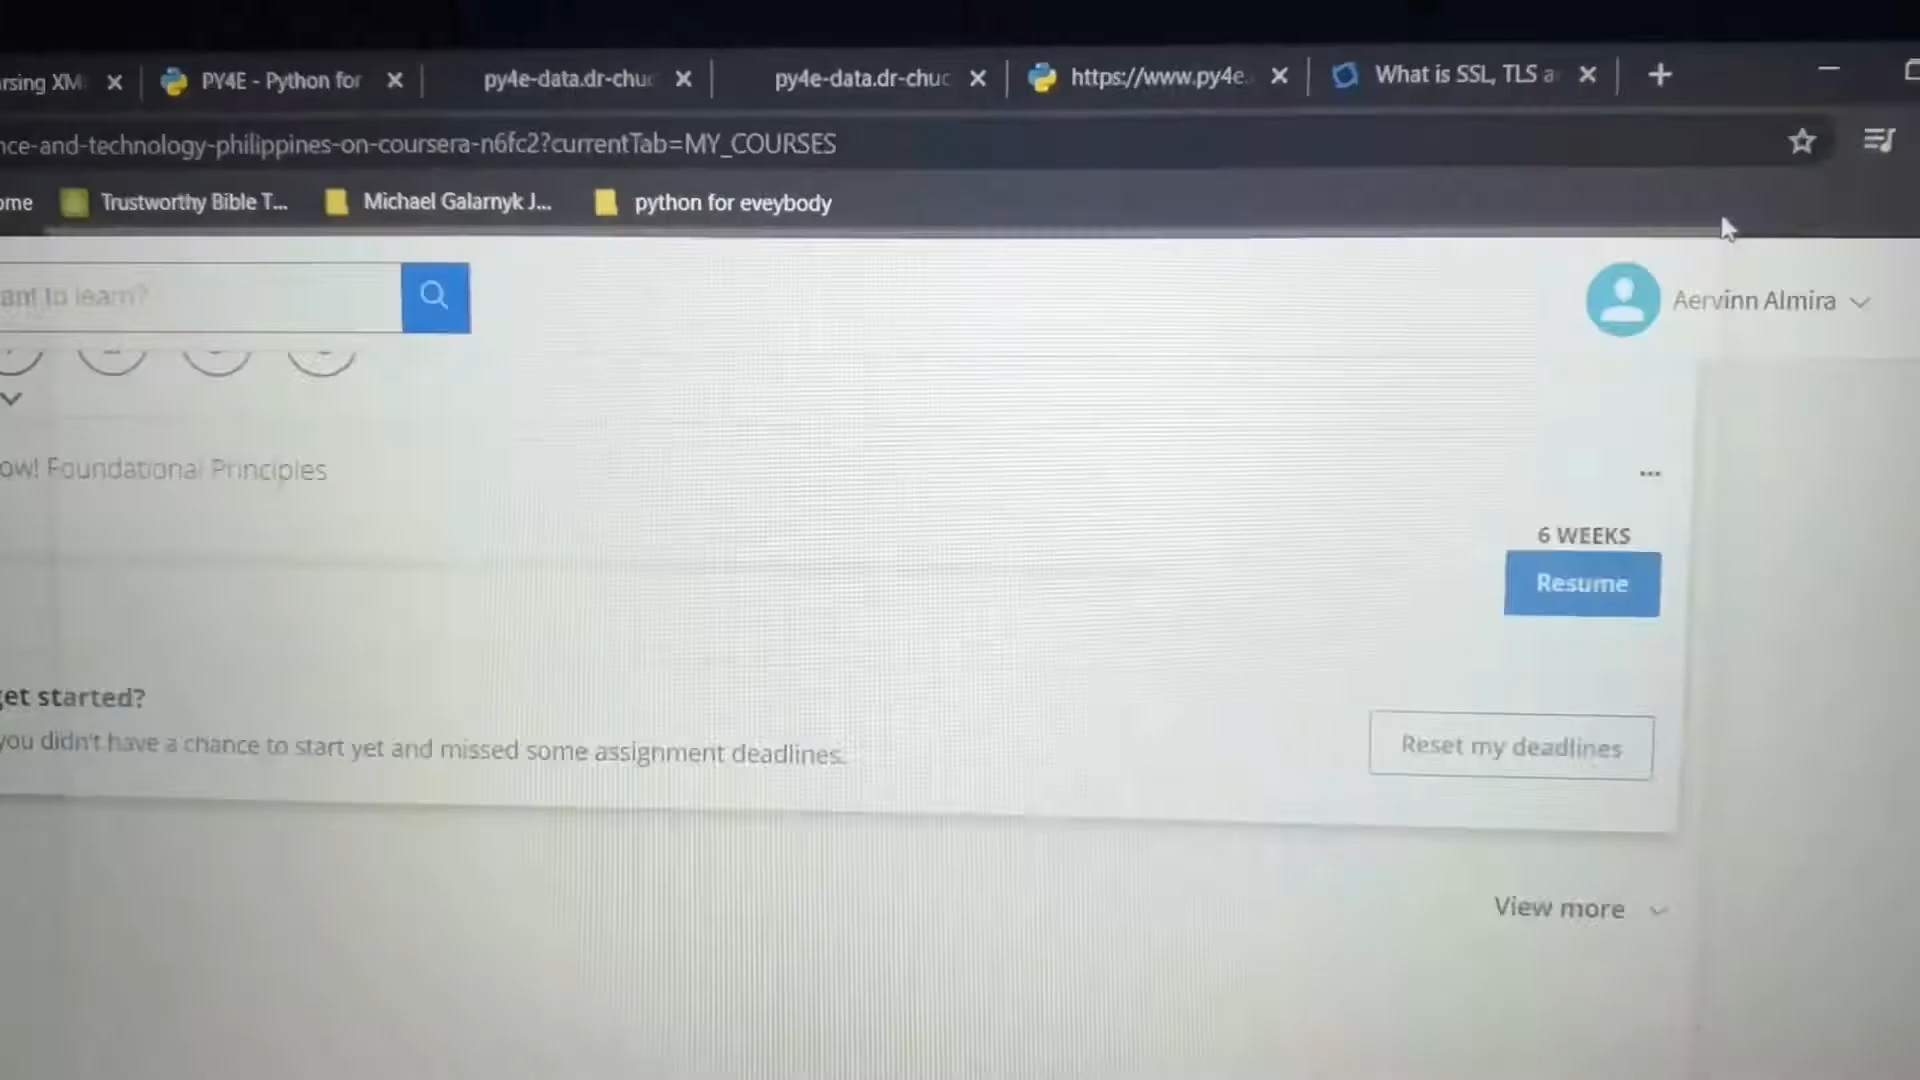 rsing XM PY4E - Python for py4e-data.dr-chuc py4e-data.dr-chuc https://www.py4e. What is SSL, TLS a
nce-and-technology-philippines-on-coursera-n6fc2?currentTab=MY_COURSES
ome Trustworthy Bible T... Michael Galarnyk J... python for eveybody
ant to learn?
Aervinn Almira
ow! Foundational Principles
6 WEEKS
Resume
get started?
you didn't have a chance to start yet and missed some assignment deadlines.
Reset my deadlines
View more